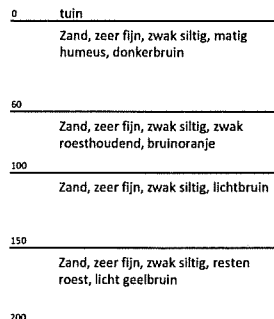 0 tuin
Zand, zeer fijn, zwak siltig, matig
humeus, donkerbruin
60
Zand, zeer fijn, zwak siltig, zwak
roesthoudend, bruinoranje
100
Zand, zeer fijn, zwak siltig, lichtbruin
150
Zand, zeer fijn, zwak siltig, resten
roest, licht geelbruin
200